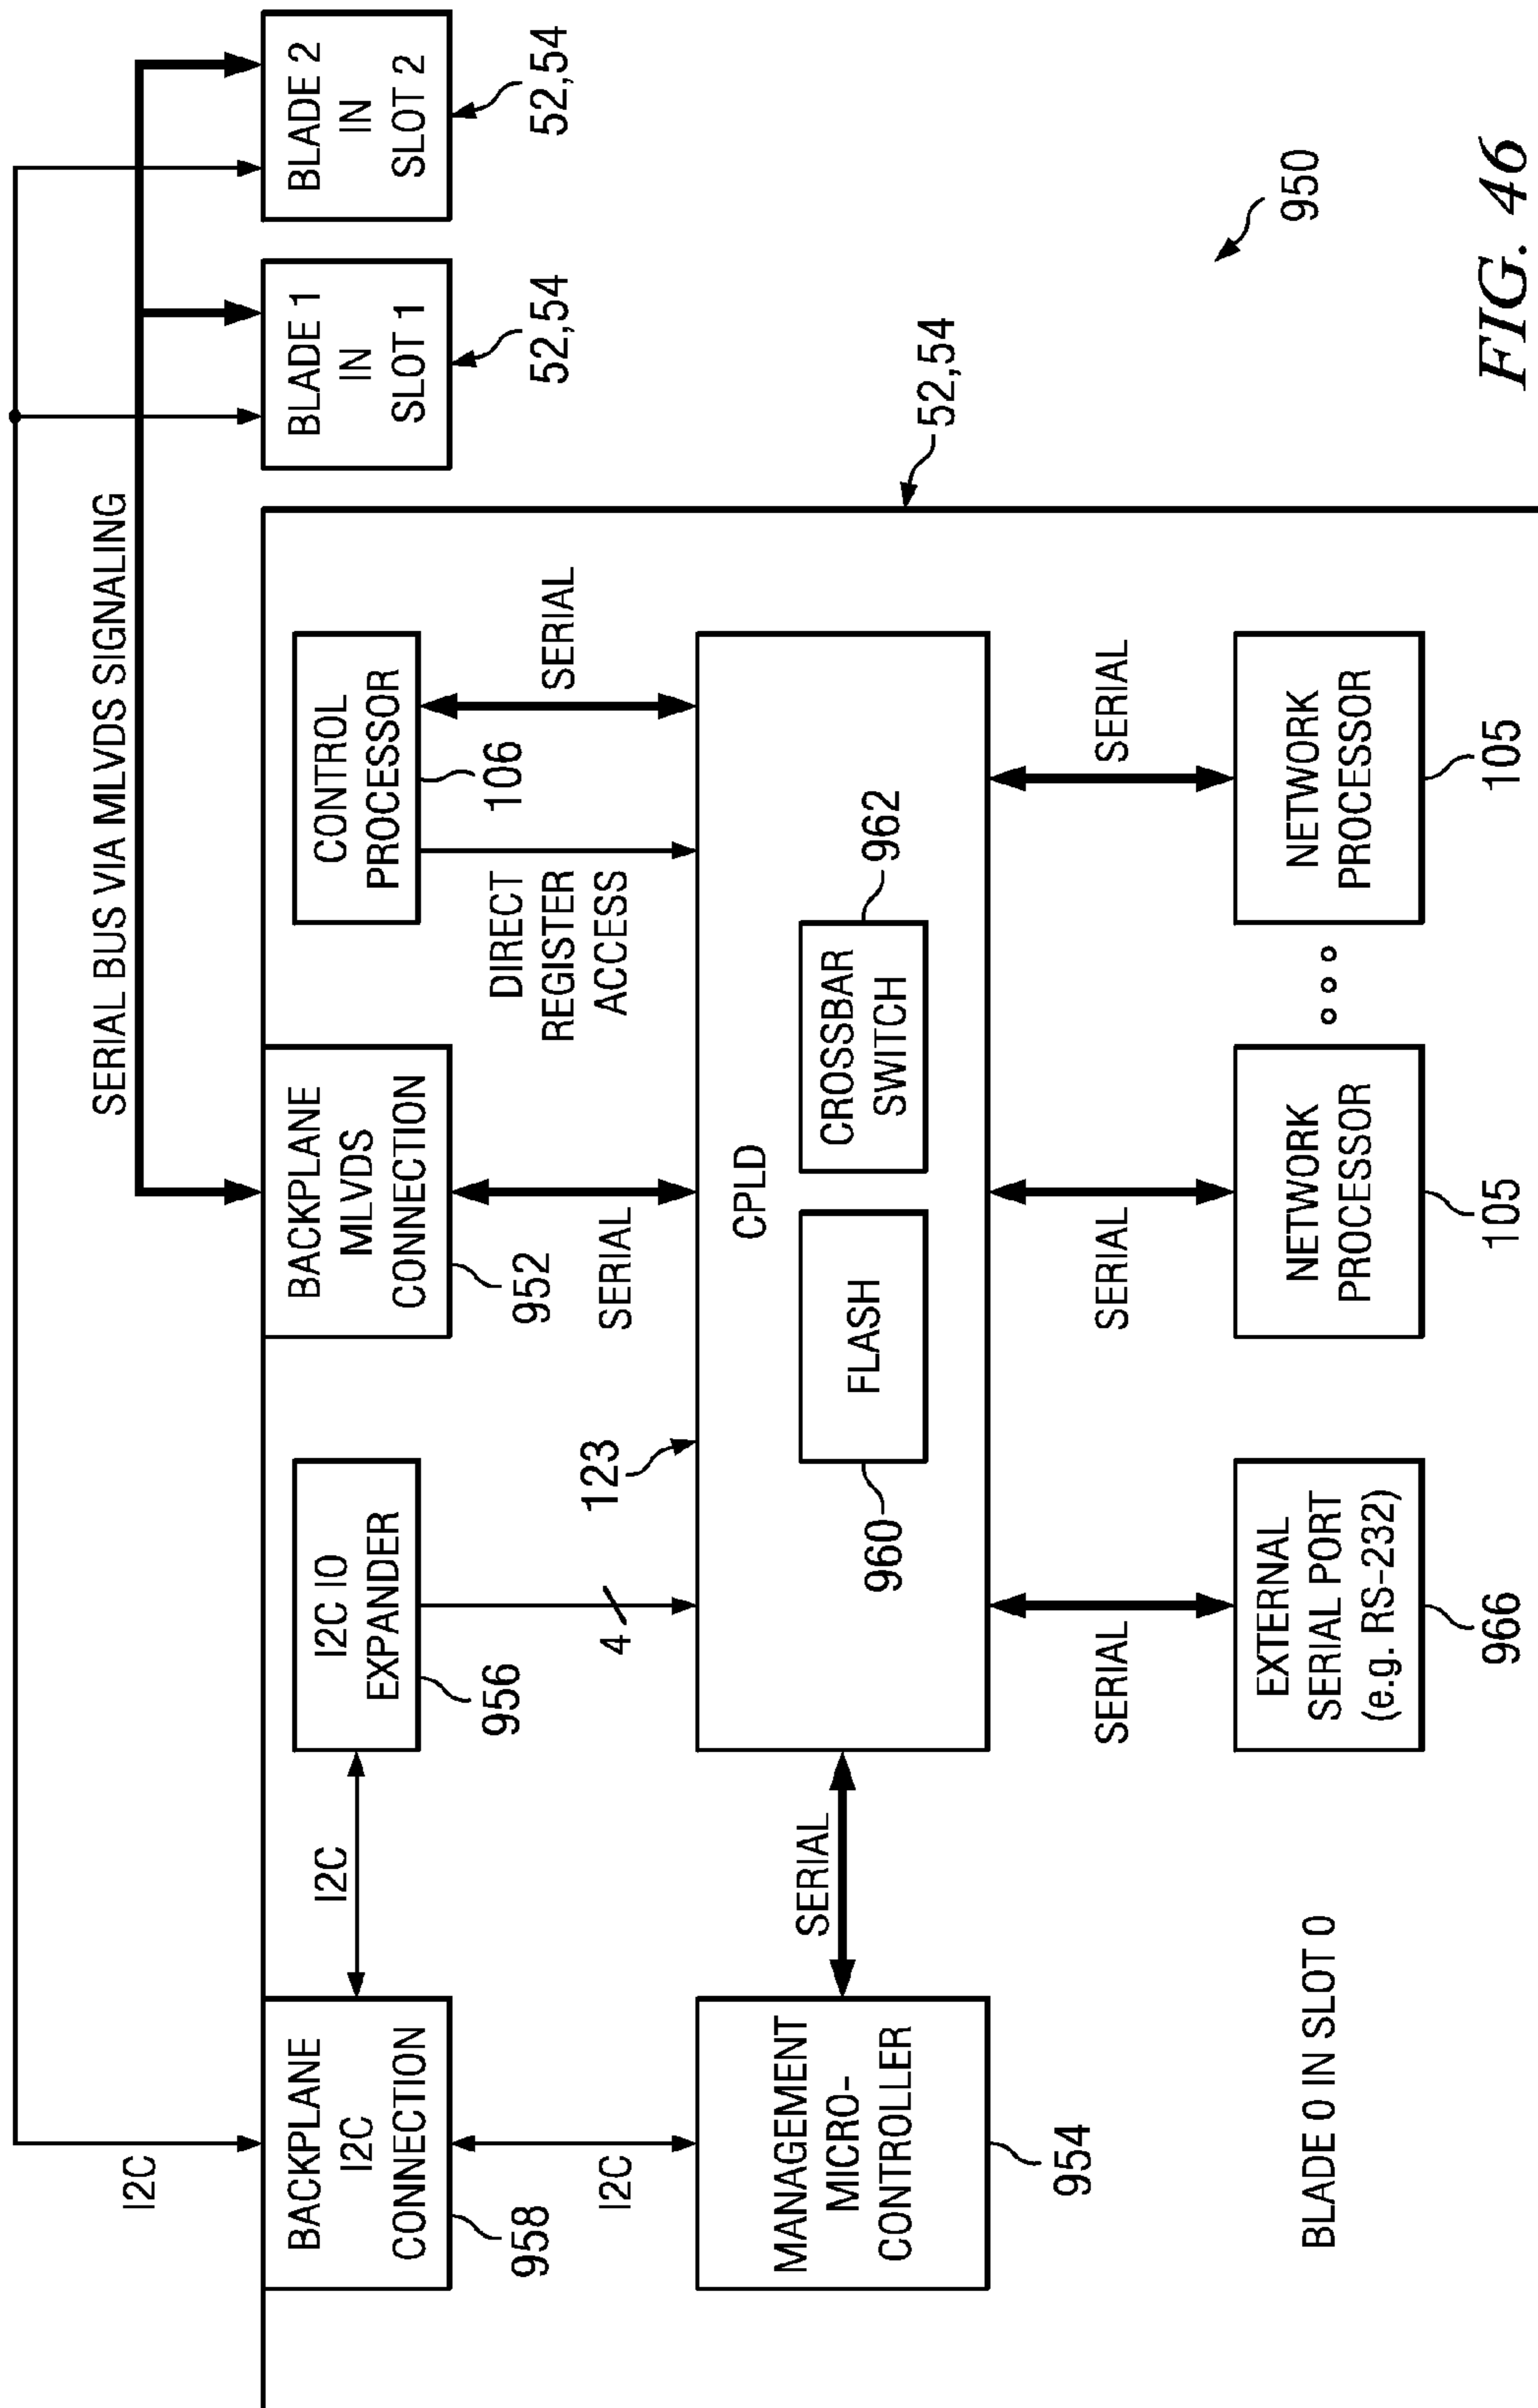 I2C
SERIAL BUS VIA MLVDS SIGNALING
BACKPLANE
I2C
CONNECTION
958
I2C
I2C IO
EXPANDER
956
BACKPLANE
MLVDS
CONNECTION
952
CONTROL
PROCESSOR
106
BLADE 1
IN
SLOT 1
52,54
BLADE 2
IN
SLOT 2
52,54
I2C
4
123
SERIAL
DIRECT
REGISTER
ACCESS
SERIAL
52,54
MANAGEMENT
MICRO-
CONTROLLER
954
SERIAL
CPLD
FLASH
960
CROSSBAR
SWITCH
962
SERIAL
SERIAL
SERIAL
EXTERNAL
SERIAL PORT
(e.g. RS-232)
966
NETWORK
PROCESSOR
105
NETWORK
PROCESSOR
105
BLADE 0 IN SLOT 0
950
FIG. 46